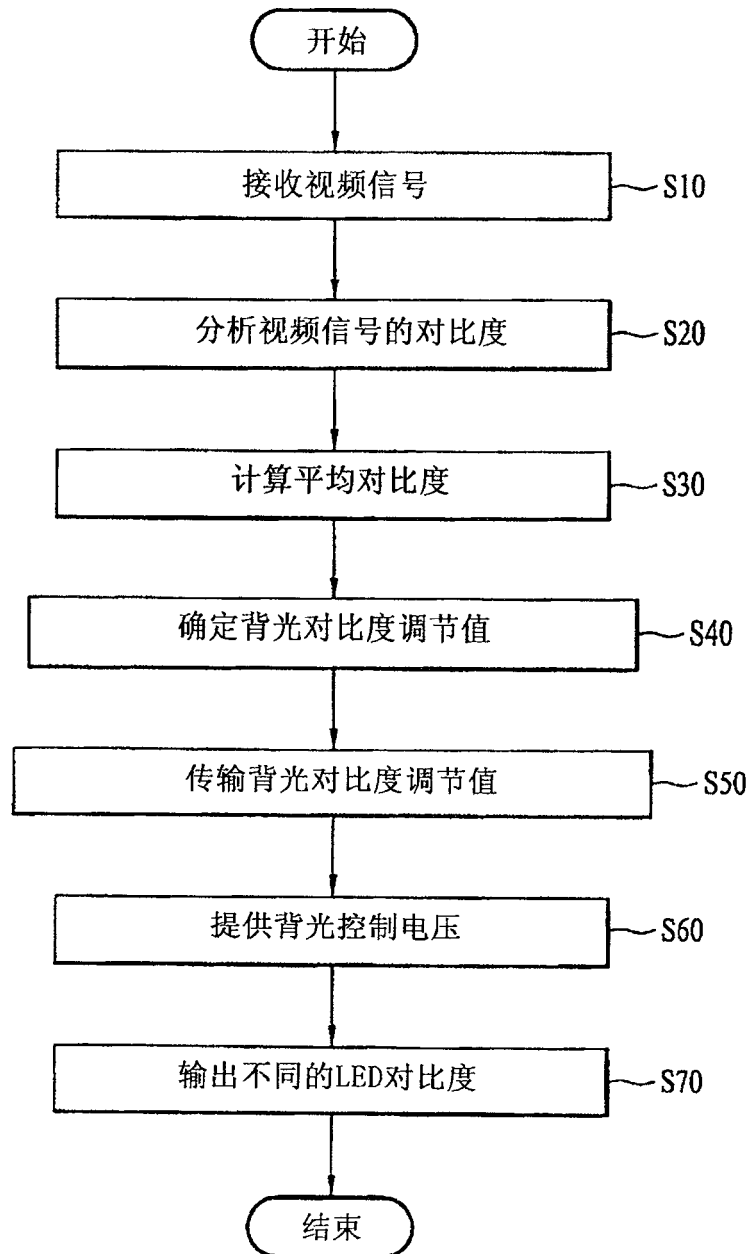 开始
接收视频信号
S10
分析视频信号的对比度
S20
计算平均对比度
S30
确定背光对比度调节值
S40
传输背光对比度调节值
S50
提供背光控制电压
S60
输出不同的LED对比度
S70
结束